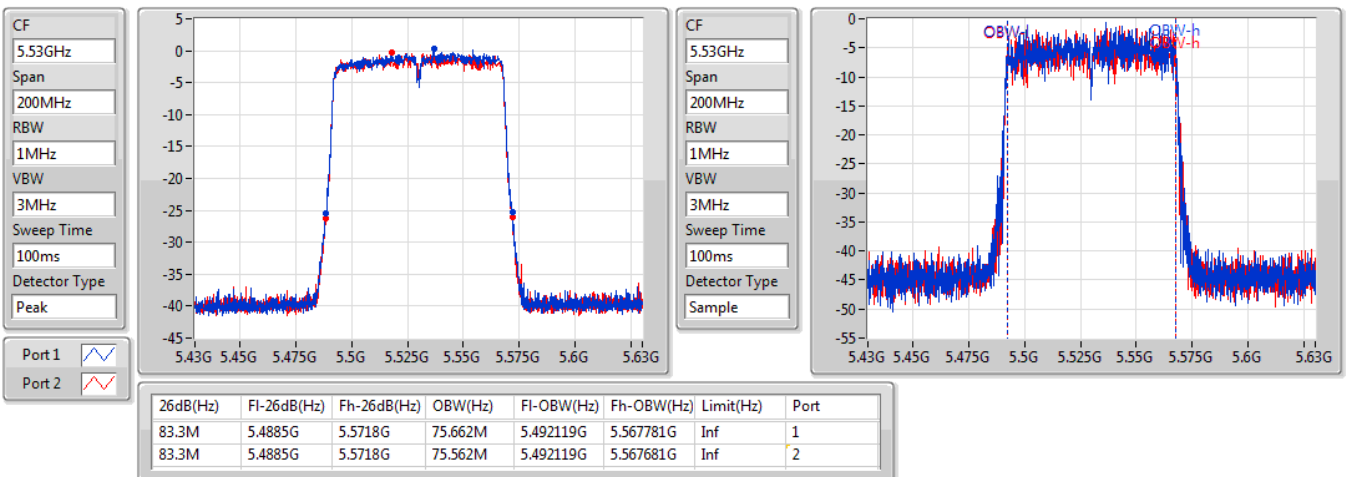 CF
5.53GHz
Span
200MHz
RBW
1MHz
VBW
3MHz
Sweep Time
100ms
Detector Type
Peak
Port 1
Port 2
5
0
-5
-10
-15
-20
-25
-30
-35
-40
-45
5.43G 5.45G 5.475G 5.5G 5.525G 5.55G 5.575G 5.6G 5.63G
CF
5.53GHz
Span
200MHz
RBW
1MHz
VBW
3MHz
Sweep Time
100ms
Detector Type
Sample
0
-5
-10
-15
-20
-25
-30
-35
-40
-45
-50
-55
OBW-h
OBW-h
5.43G 5.45G 5.475G 5.5G 5.525G 5.55G 5.575G 5.6G 5.63G
26dB(Hz) Fl-26dB(Hz) Fh-26dB(Hz) OBW(Hz) Fl-OBW(Hz) Fh-OBW(Hz) Limit(Hz) Port
83.3M 5.4885G 5.5718G 75.662M 5.492119G 5.567781G Inf 1
83.3M 5.4885G 5.5718G 75.562M 5.492119G 5.567681G Inf 2